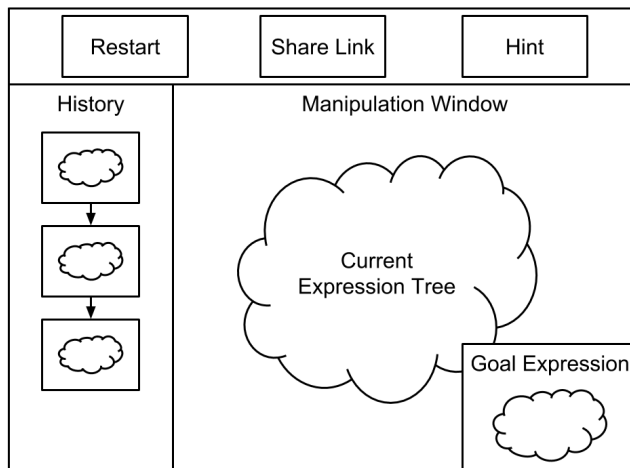 Restart
Share Link
Hint
History
Manipulation Window
Current
Expression Tree
Goal Expression